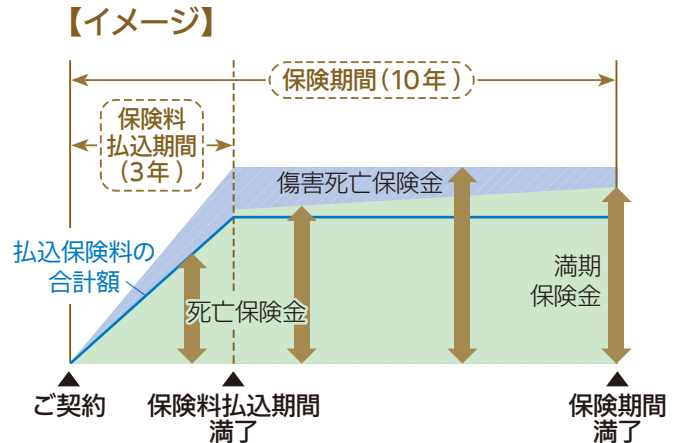 【イメージ】
保険期間(10年)
保険料
払込期間
(3年)
傷害死亡保険金
払込保険料の
合計額
死亡保険金
満期
保険金
ご契約
保険料払込期間
満了
保険期間
満了